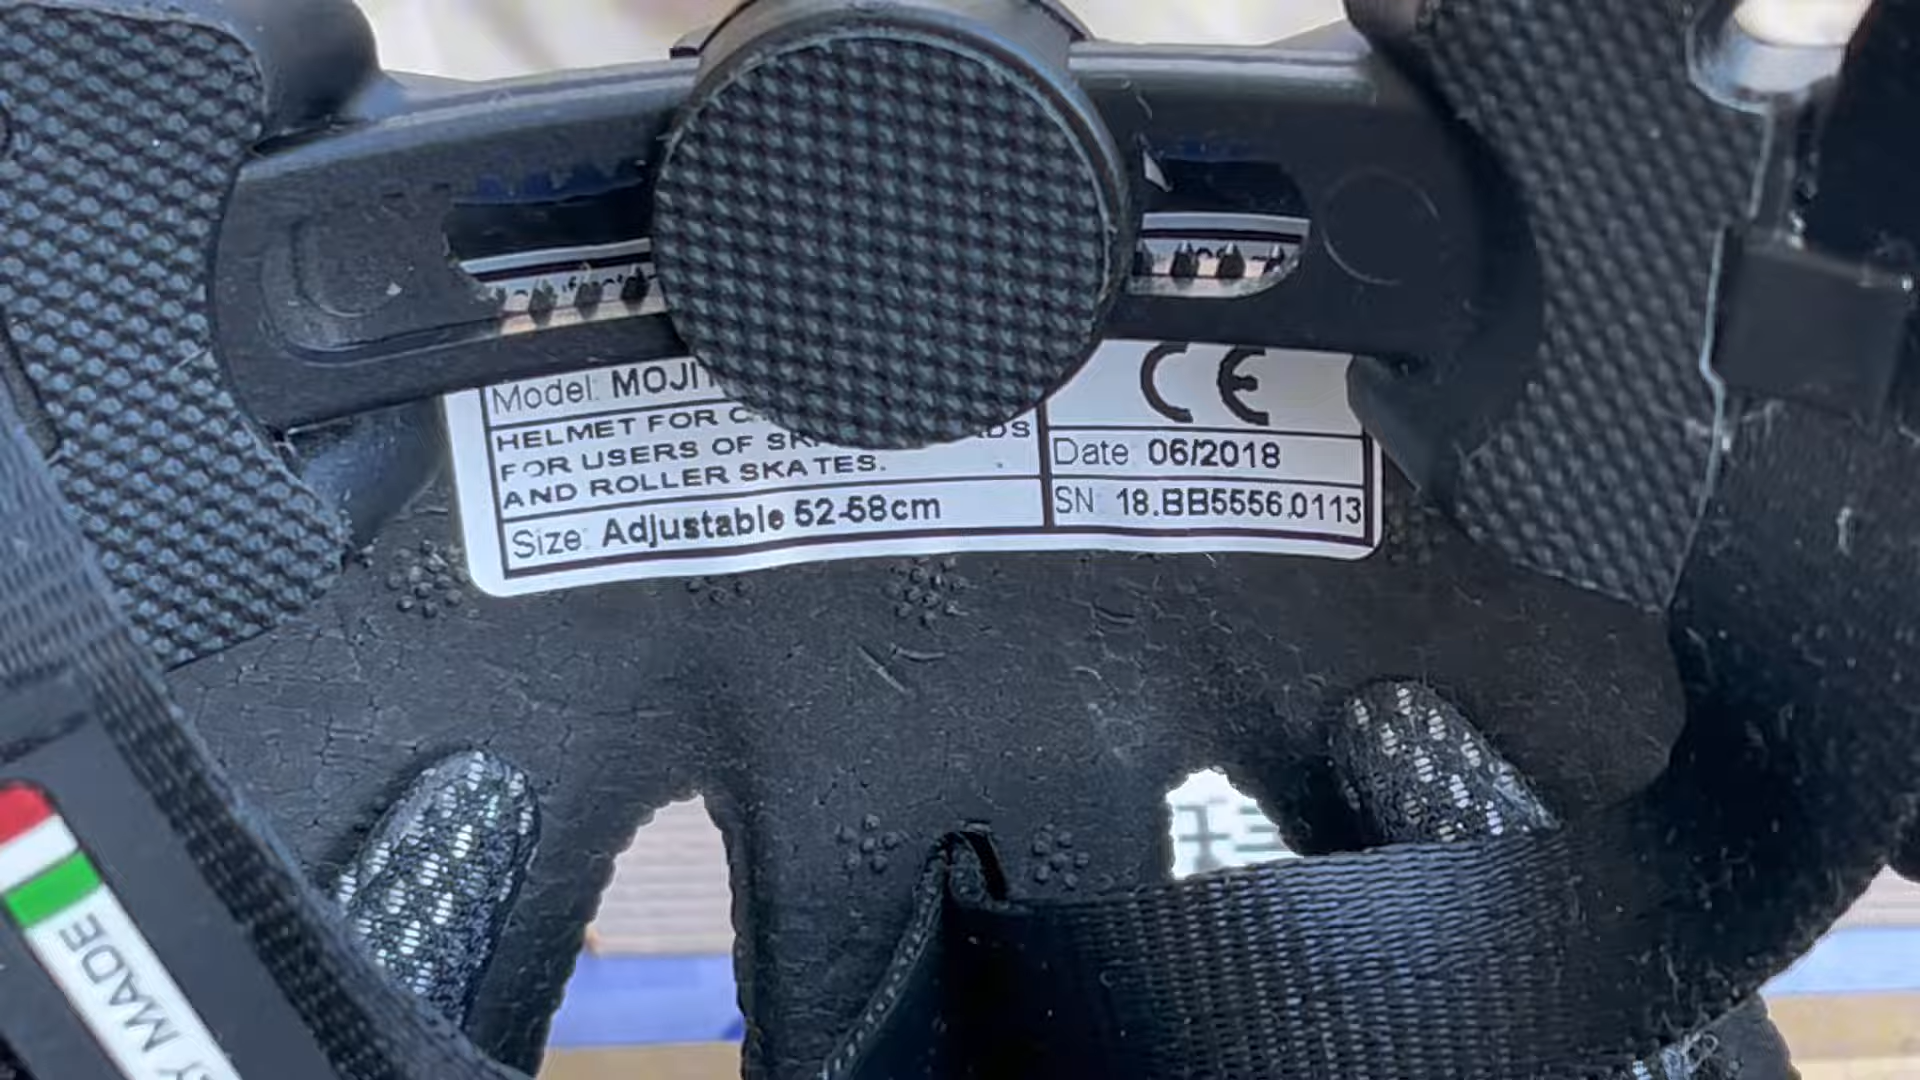 Model: MOJI
HELMET FOR C
FOR USERS OF SK DS
AND ROLLER SKATES.
Size: Adjustable 52-58cm
CE
Date 06/2018
SN 18.BB5556.0113
Y MADE